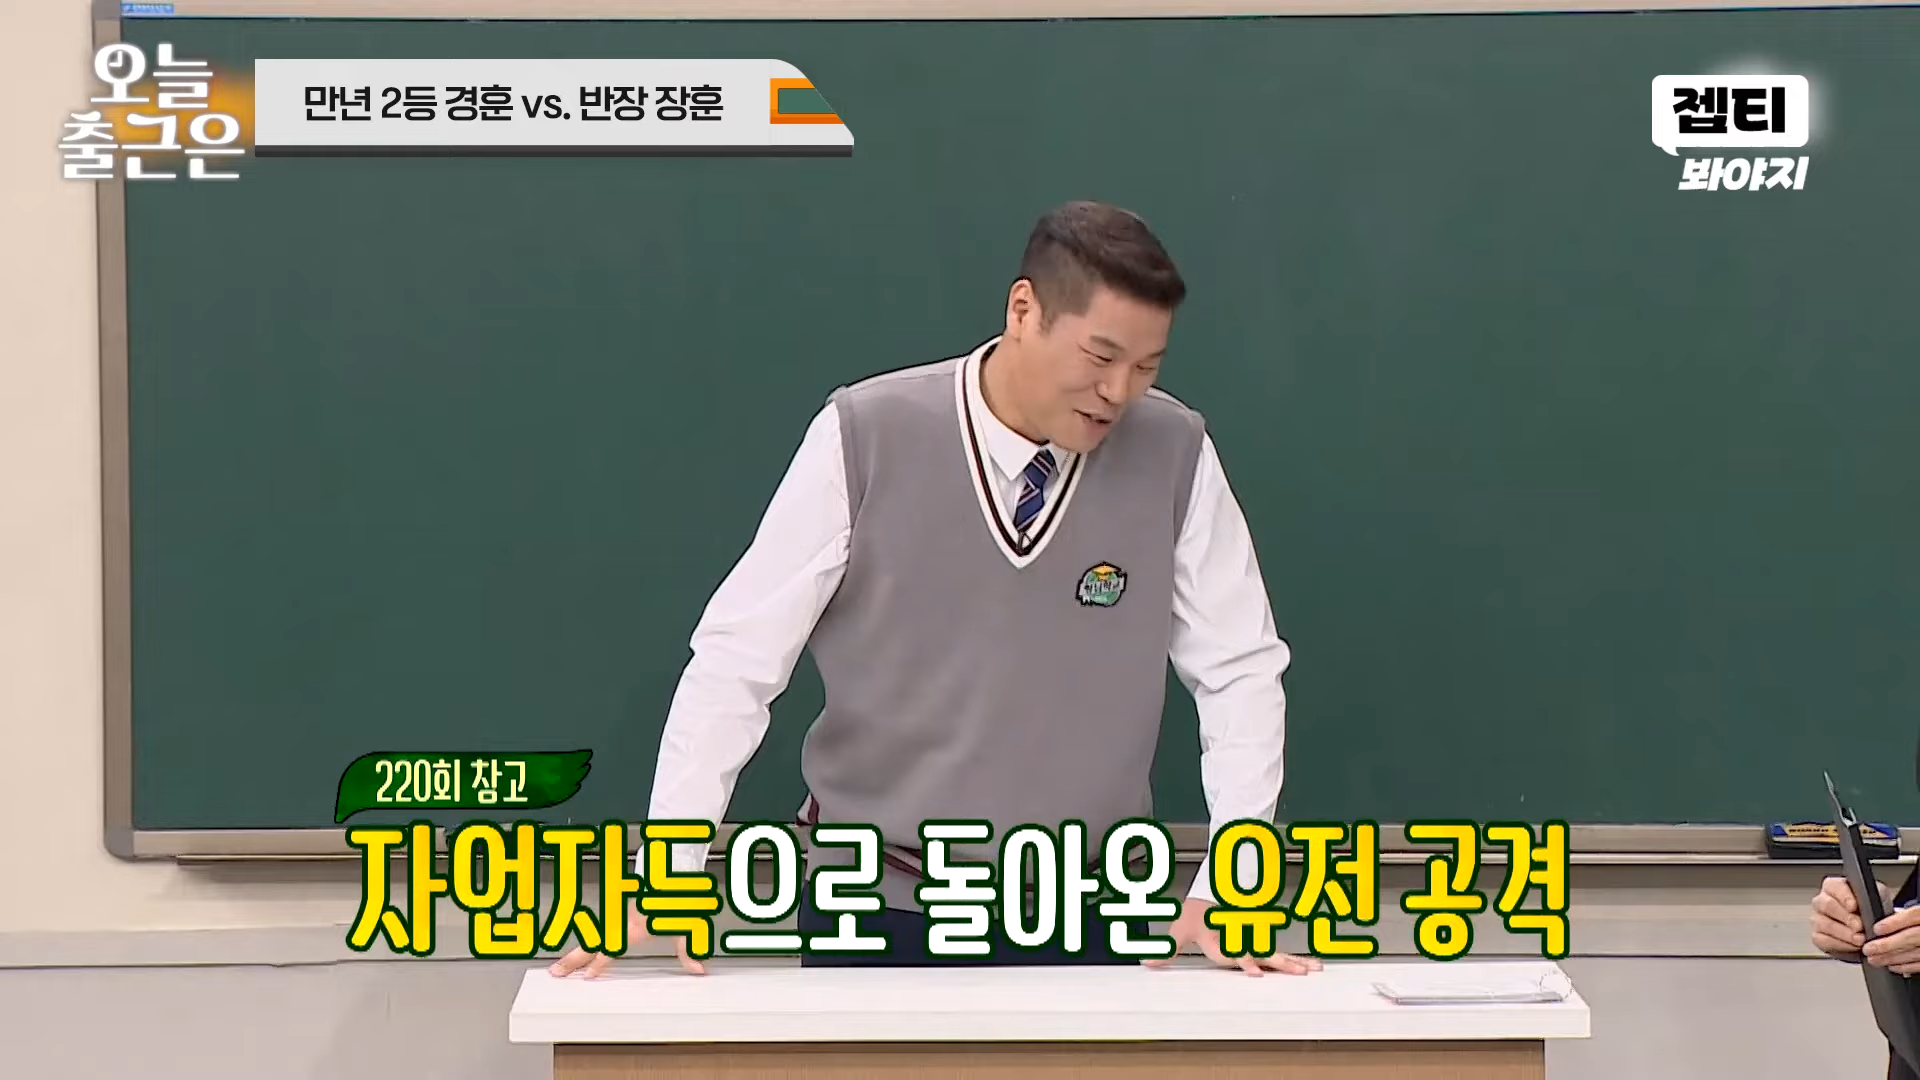 오늘
출근은
만년 2등 경훈 vs. 반장 장훈
젭티
봐야지
220회 참고
자업자득으로 돌아온 유전 공격